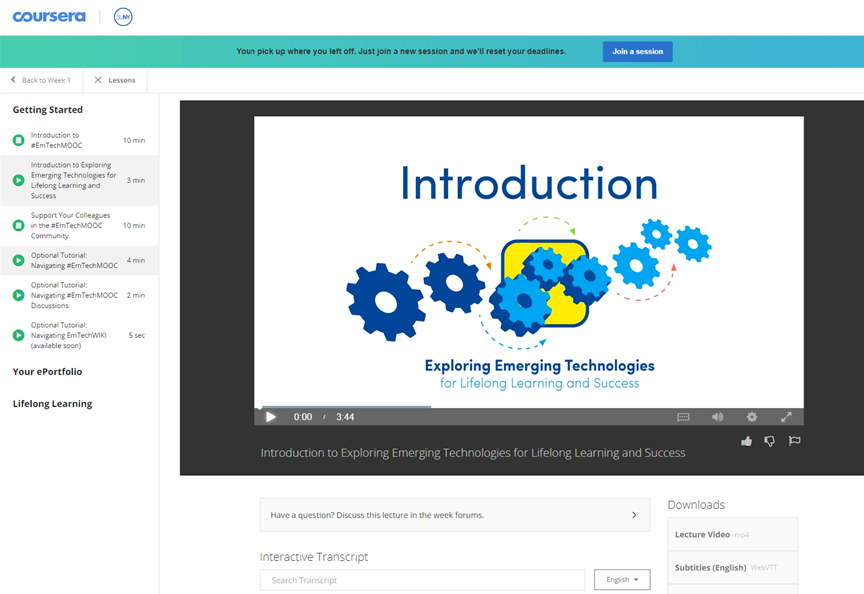 coursera
SUNY
Your pick up where you left off. Just join a new session and we'll reset your deadlines.
Join a session
Back to Week 1
Lessons
Getting Started
Introduction to
#EmTechMOOC
10 min
Introduction to Exploring
Emerging Technologies for
Lifelong Learning and
Success
3 min
Support Your Colleagues
in the #EmTechMOOC
Community
10 min
Optional Tutorial:
Navigating #EmTechMOOC
4 min
Optional Tutorial:
Navigating #EmTechMOOC
Discussions
2 min
Optional Tutorial:
Navigating EmTechWIKI
(available soon)
5 sec
Your ePortfolio
Lifelong Learning
Introduction
Exploring Emerging Technologies
for Lifelong Learning and Success
0:00 / 3:44
Introduction to Exploring Emerging Technologies for Lifelong Learning and Success
Have a question? Discuss this lecture in the week forums.
Interactive Transcript
Search Transcript
English
Downloads
Lecture Video mp4
Subtitles (English) WebVTT